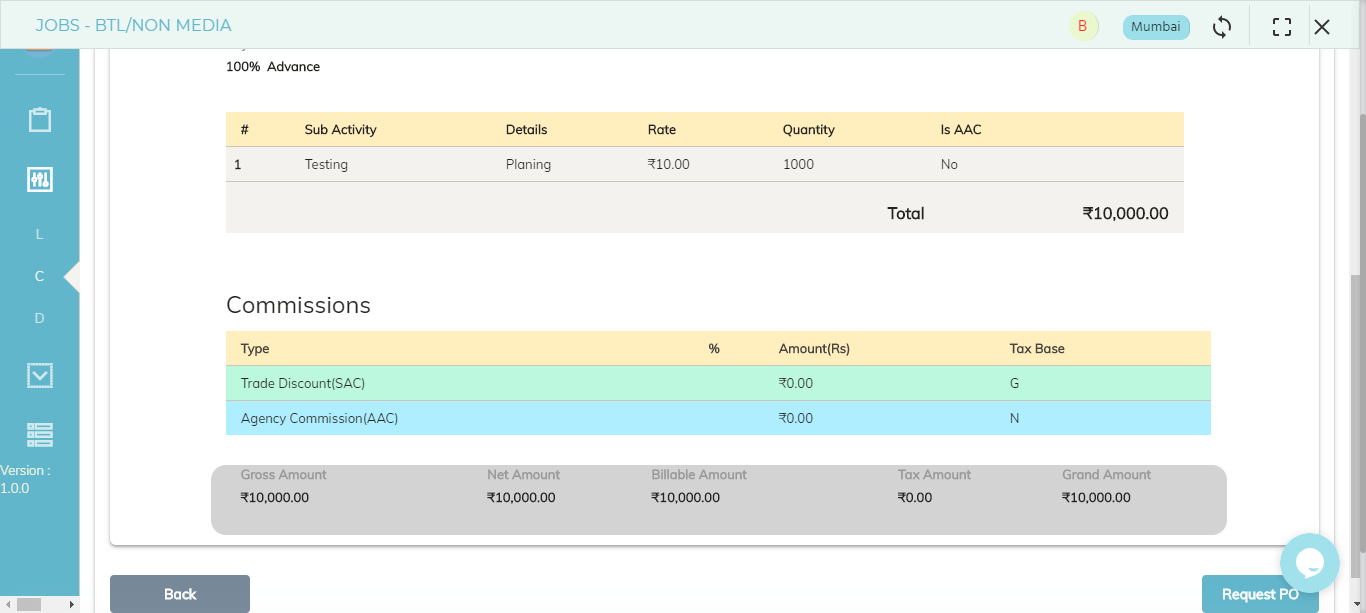 JOBS - BTL/NON MEDIA B Mumbai
100% Advance
# Sub Activity Details Rate Quantity Is AAC
1 Testing Planing ₹10.00 1000 No
Total ₹10,000.00
L
C
D
Commissions
Type % Amount(Rs) Tax Base
Trade Discount(SAC) ₹0.00 G
Agency Commission(AAC) ₹0.00 N
Version :
1.0.0
Gross Amount Net Amount Billable Amount Tax Amount Grand Amount
₹10,000.00 ₹10,000.00 ₹10,000.00 ₹0.00 ₹10,000.00
Back Request PO